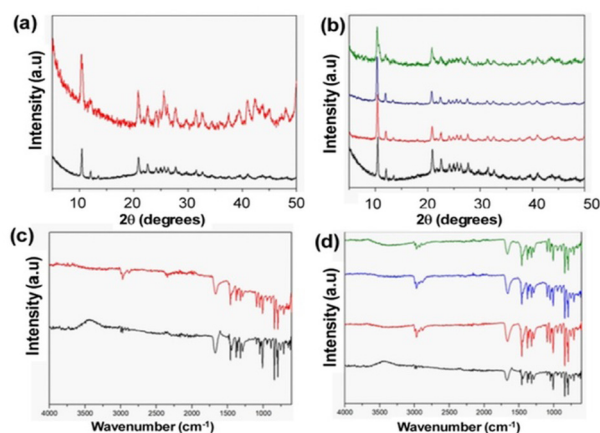 (a)
Intensity (a.u)
10 20 30 40 50
2θ (degrees)
(b)
Intensity (a.u)
10 20 30 40 50
2θ (degrees)
(c)
Intensity (a.u)
4000 3500 3000 2500 2000 1500 1000
Wavenumber (cm-1)
(d)
Intensity (a.u)
4000 3500 3000 2500 2000 1500 1000
Wavenumber (cm-1)